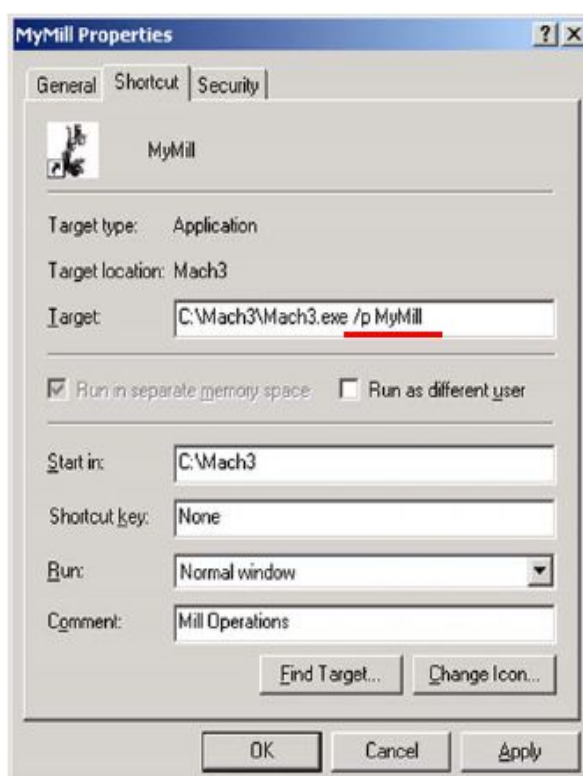 MyMill Properties
? X
General Shortcut Security
MyMill
Target type: Application
Target location: Mach3
Target: C:\Mach3\Mach3.exe /p MyMill
Run in separate memory space Run as different user
Start in: C:\Mach3
Shortcut key: None
Run: Normal window
Comment: Mill Operations
Find Target... Change Icon...
OK Cancel Apply